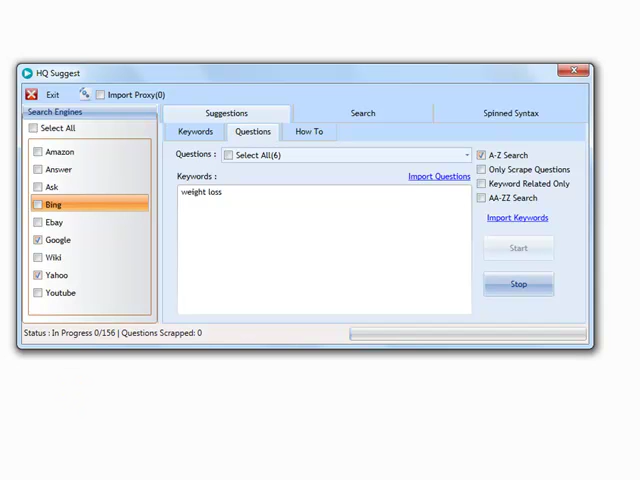 HQ Suggest
Exit
Import Proxy(0)
Search Engines
Select All
Amazon
Answer
Ask
Bing
Ebay
Google
Wiki
Yahoo
Youtube
Suggestions
Search
Spinned Syntax
Keywords
Questions
How To
Questions :
Select All(6)
Keywords :
Import Questions
weight loss
A-Z Search
Only Scrape Questions
Keyword Related Only
AA-ZZ Search
Import Keywords
Start
Stop
Status : In Progress 0/156 | Questions Scrapped: 0